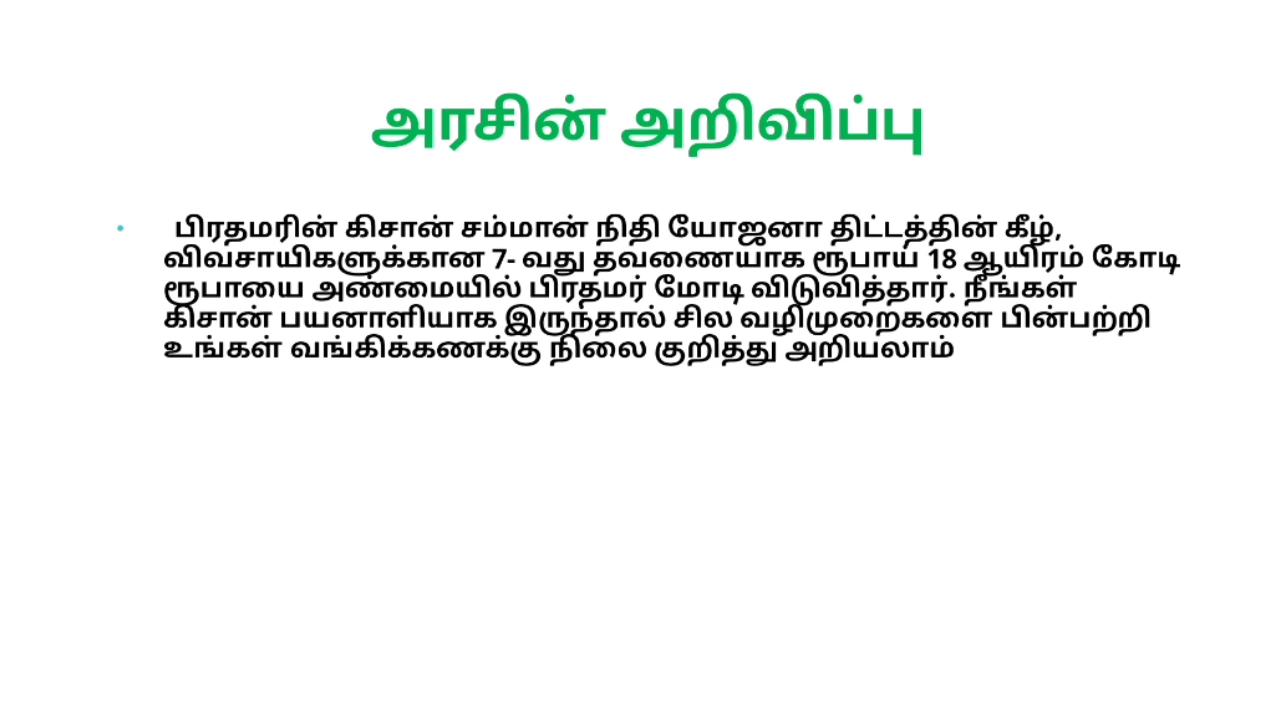 அரசின் அறிவிப்பு
• பிரதமரின் கிசான் சம்மான் நிதி யோஜனா திட்டத்தின் கீழ்,
விவசாயிகளுக்கான 7- வது தவணையாக ரூபாய் 18 ஆயிரம் கோடி
ரூபாயை அண்மையில் பிரதமர் மோடி விடுவித்தார். நீங்கள்
கிசான் பயனாளியாக இருந்தால் சில வழிமுறைகளை பின்பற்றி
உங்கள் வங்கிக்கணக்கு நிலை குறித்து அறியலாம்